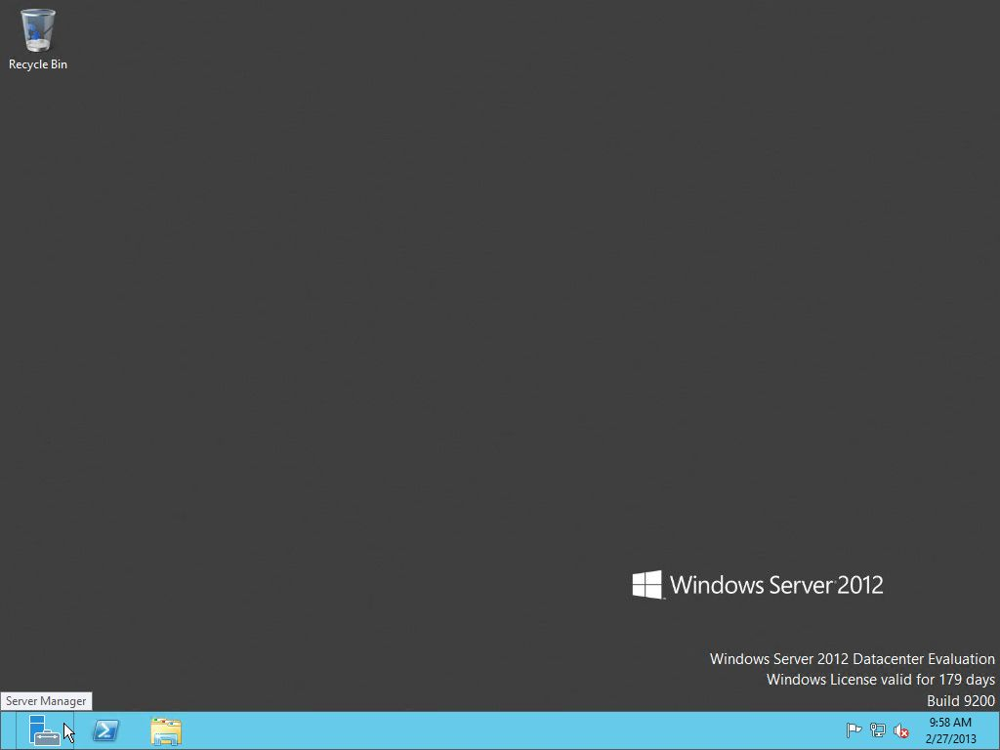 Recycle Bin
Windows Server 2012
Windows Server 2012 Datacenter Evaluation
Windows License valid for 179 days
Build 9200
Server Manager
9:58 AM
2/27/2013